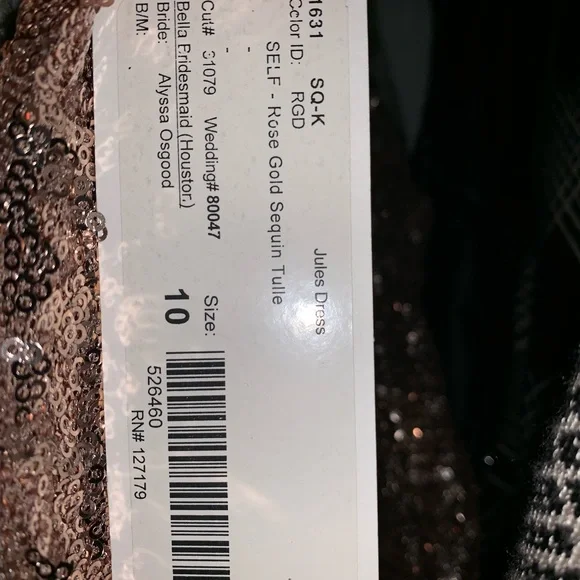 1631 SQ-K Jules Dress
Color ID: RGD
SELF - Rose Gold Sequin Tulle
-
-
Cut# 31079 Wedding# 80047 Size:
Bella Bridesmaid (Houston) 10
Bride: Alyssa Osgood
B/M:
526460
RN# 127179